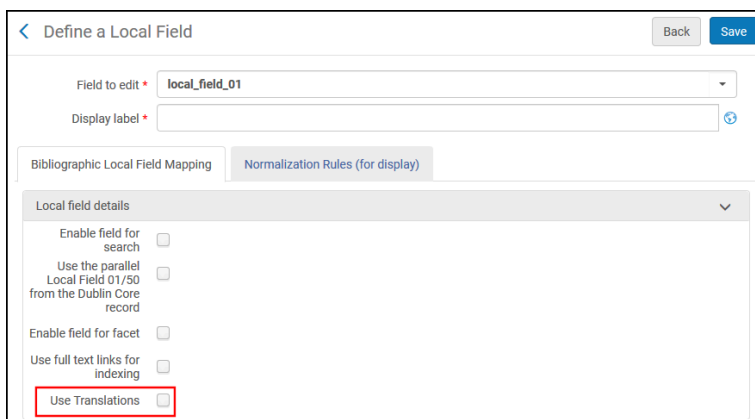 Define a Local Field
Back
Save
Field to edit *
local_field_01
Display label *
Bibliographic Local Field Mapping
Normalization Rules (for display)
Local field details
Enable field for
search
Use the parallel
Local Field 01/50
from the Dublin Core
record
Enable field for facet
Use full text links for
indexing
Use Translations